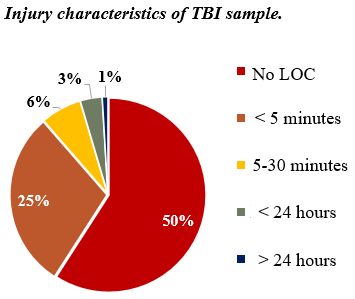 Injury characteristics of TBI sample.
3%
1%
6%
25%
50%
No LOC
< 5 minutes
5-30 minutes
< 24 hours
> 24 hours